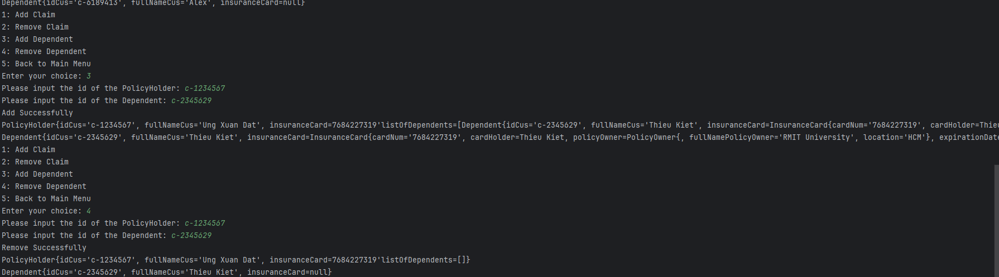 Dependent{idCus='c-6189413', fullNameCus='Alex', insuranceCard=null}
1: Add Claim
2: Remove Claim
3: Add Dependent
4: Remove Dependent
5: Back to Main Menu
Enter your choice: 3
Please input the id of the PolicyHolder: c-1234567
Please input the id of the Dependent: c-2345629
Add Successfully
PolicyHolder{idCus='c-1234567', fullNameCus='Ung Xuan Dat', insuranceCard=7684227319'listOfDependents=[Dependent{idCus='c-2345629', fullNameCus='Thieu Kiet', insuranceCard=InsuranceCard{cardNum='7684227319', cardHolder=Thieu
Dependent{idCus='c-2345629', fullNameCus='Thieu Kiet', insuranceCard=InsuranceCard{cardNum='7684227319', cardHolder=Thieu Kiet, policyOwner=PolicyOwner{, fullNamePolicyOwner='RMIT University', location='HCM'}, expirationDate
1: Add Claim
2: Remove Claim
3: Add Dependent
4: Remove Dependent
5: Back to Main Menu
Enter your choice: 4
Please input the id of the PolicyHolder: c-1234567
Please input the id of the Dependent: c-2345629
Remove Successfully
PolicyHolder{idCus='c-1234567', fullNameCus='Ung Xuan Dat', insuranceCard=7684227319'listOfDependents=[]}
Dependent{idCus='c-2345629', fullNameCus='Thieu Kiet', insuranceCard=null}